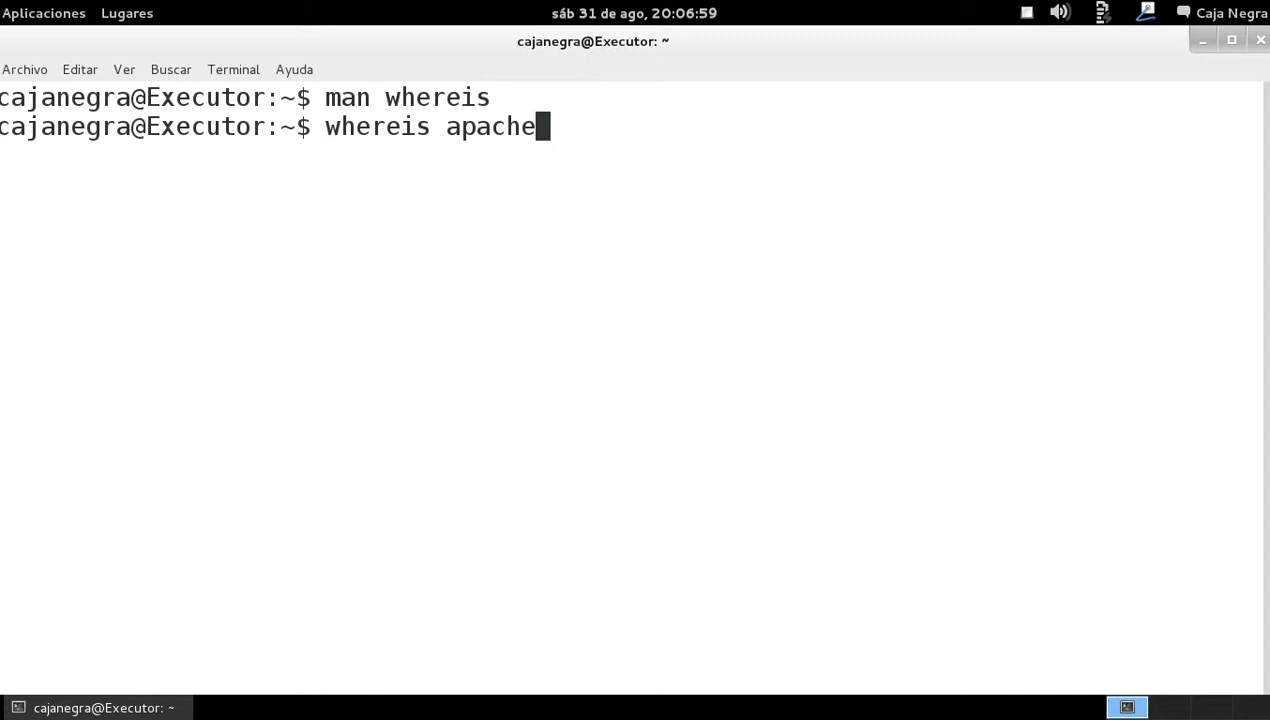 Aplicaciones Lugares sáb 31 de ago, 20:06:59 Caja Negra
cajanegra@Executor: ~
Archivo Editar Ver Buscar Terminal Ayuda
cajanegra@Executor:~$ man whereis
cajanegra@Executor:~$ whereis apache
cajanegra@Executor: ~